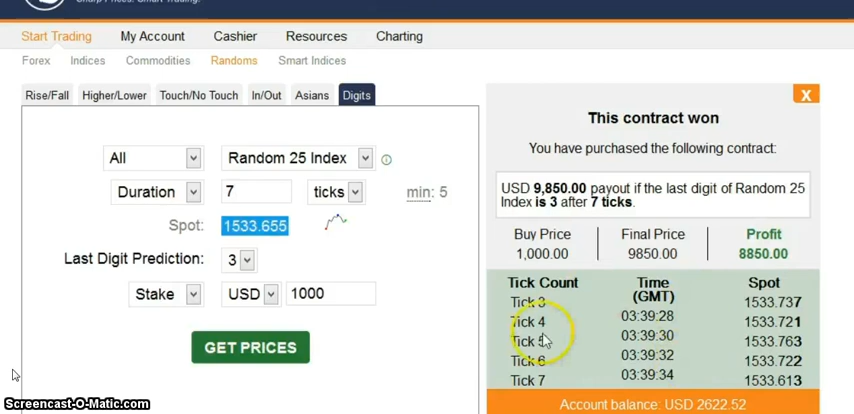 Sharp Prices. Smart Trading.
Start Trading My Account Cashier Resources Charting
Forex Indices Commodities Randoms Smart Indices
Rise/Fall Higher/Lower Touch/No Touch In/Out Asians Digits
All Random 25 Index
Duration 7 ticks min: 5
Spot: 1533.655
Last Digit Prediction: 3
Stake USD 1000
GET PRICES
X
This contract won
You have purchased the following contract:
USD 9,850.00 payout if the last digit of Random 25
Index is 3 after 7 ticks.
Buy Price Final Price Profit
1,000.00 9850.00 8850.00
Tick Count Time (GMT) Spot
Tick 3 03:39:28 1533.737
Tick 4 03:39:30 1533.721
Tick 5 03:39:32 1533.763
Tick 6 03:39:34 1533.722
Tick 7 1533.613
Account balance: USD 2622.52
Screencast-O-Matic.com